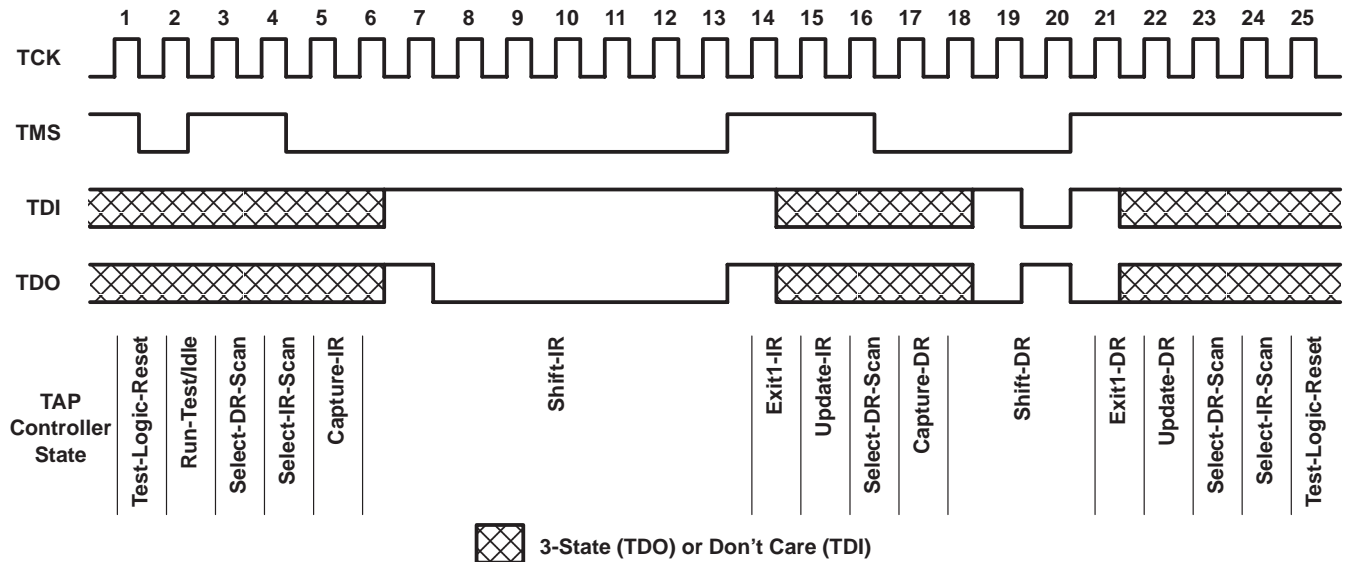 1 2 3 4 5 6 7 8 9 10 11 12 13 14 15 16 17 18 19 20 21 22 23 24 25
TCK
TMS
TDI
TDO
TAP
Controller
State
Test-Logic-Reset
Run-Test/Idle
Select-DR-Scan
Select-IR-Scan
Capture-IR
Shift-IR
Exit1-IR
Update-IR
Select-DR-Scan
Capture-DR
Shift-DR
Exit1-DR
Update-DR
Select-DR-Scan
Select-IR-Scan
Test-Logic-Reset
3-State (TDO) or Don't Care (TDI)